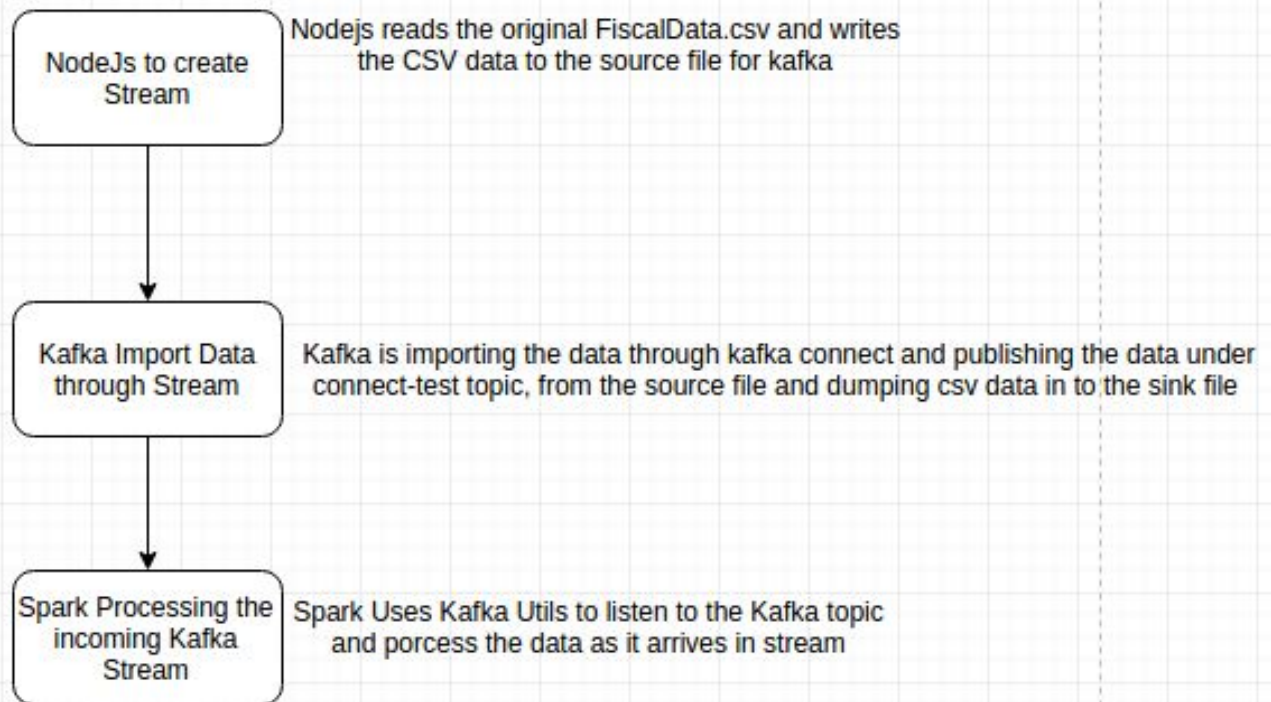 NodeJs to create
Stream
Nodejs reads the original FiscalData.csv and writes
the CSV data to the source file for kafka
Kafka Import Data
through Stream
Kafka is importing the data through kafka connect and publishing the data under
connect-test topic, from the source file and dumping csv data in to the sink file
Spark Processing the
incoming Kafka
Stream
Spark Uses Kafka Utils to listen to the Kafka topic
and porcess the data as it arrives in stream